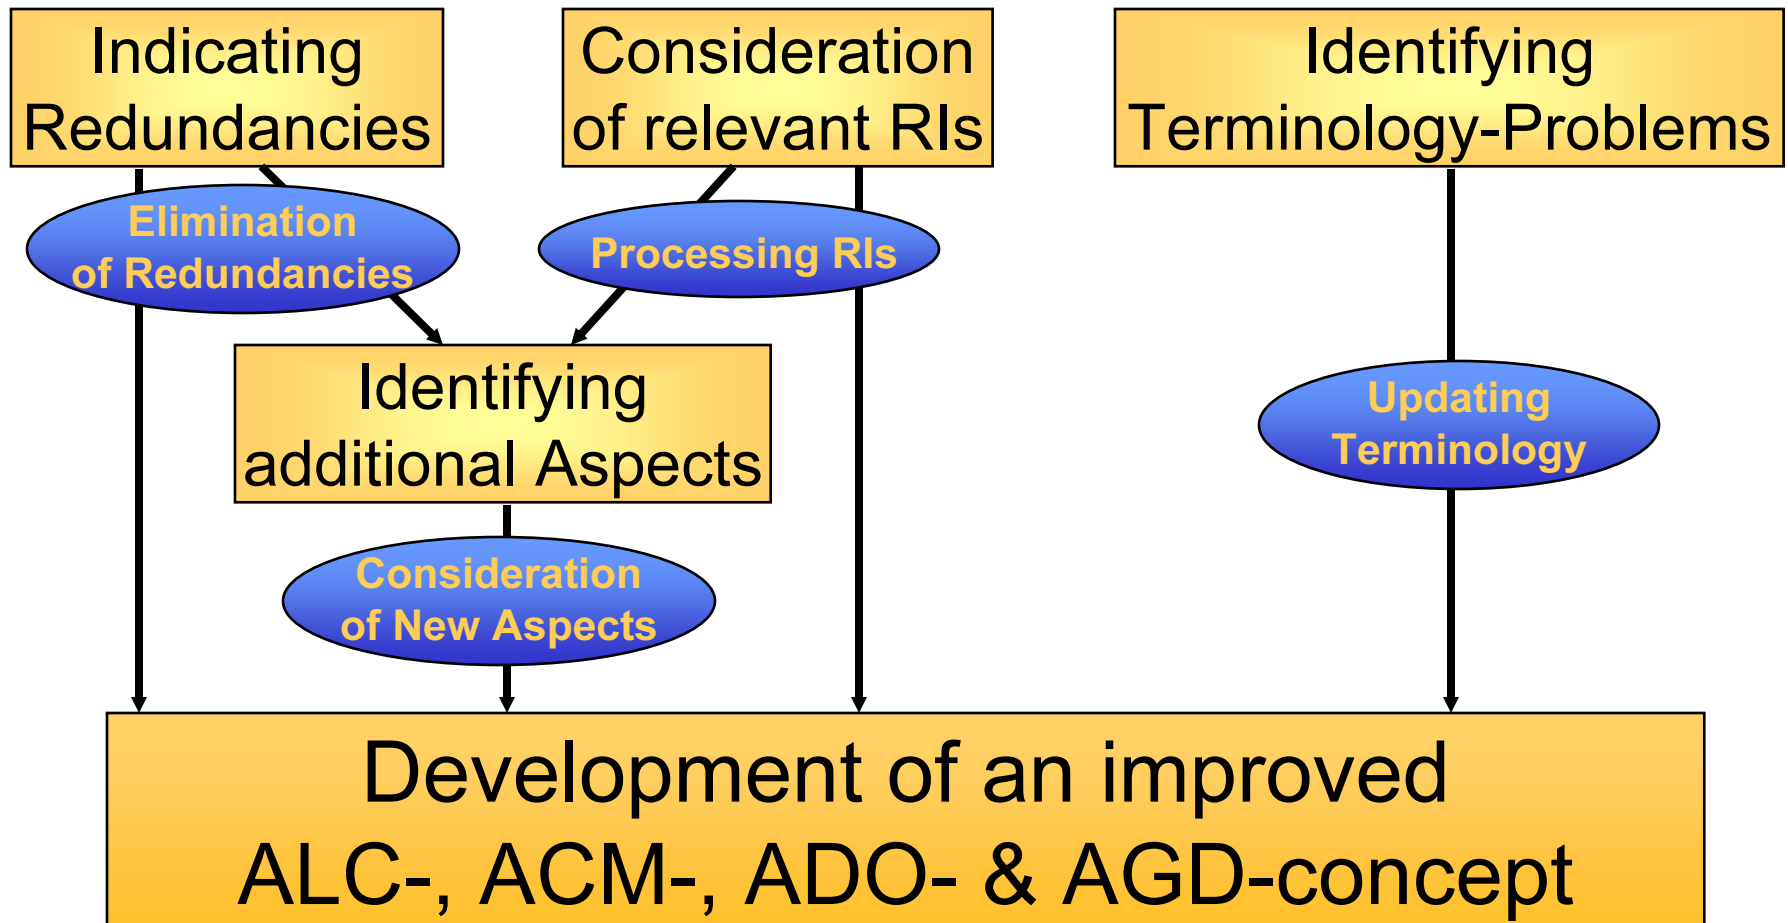 Indicating
Redundancies
Consideration
of relevant RIs
Identifying
Terminology-Problems
Elimination
of Redundancies
Processing RIs
Identifying
additional Aspects
Updating
Terminology
Consideration
of New Aspects
Development of an improved
ALC-, ACM-, ADO- & AGD-concept